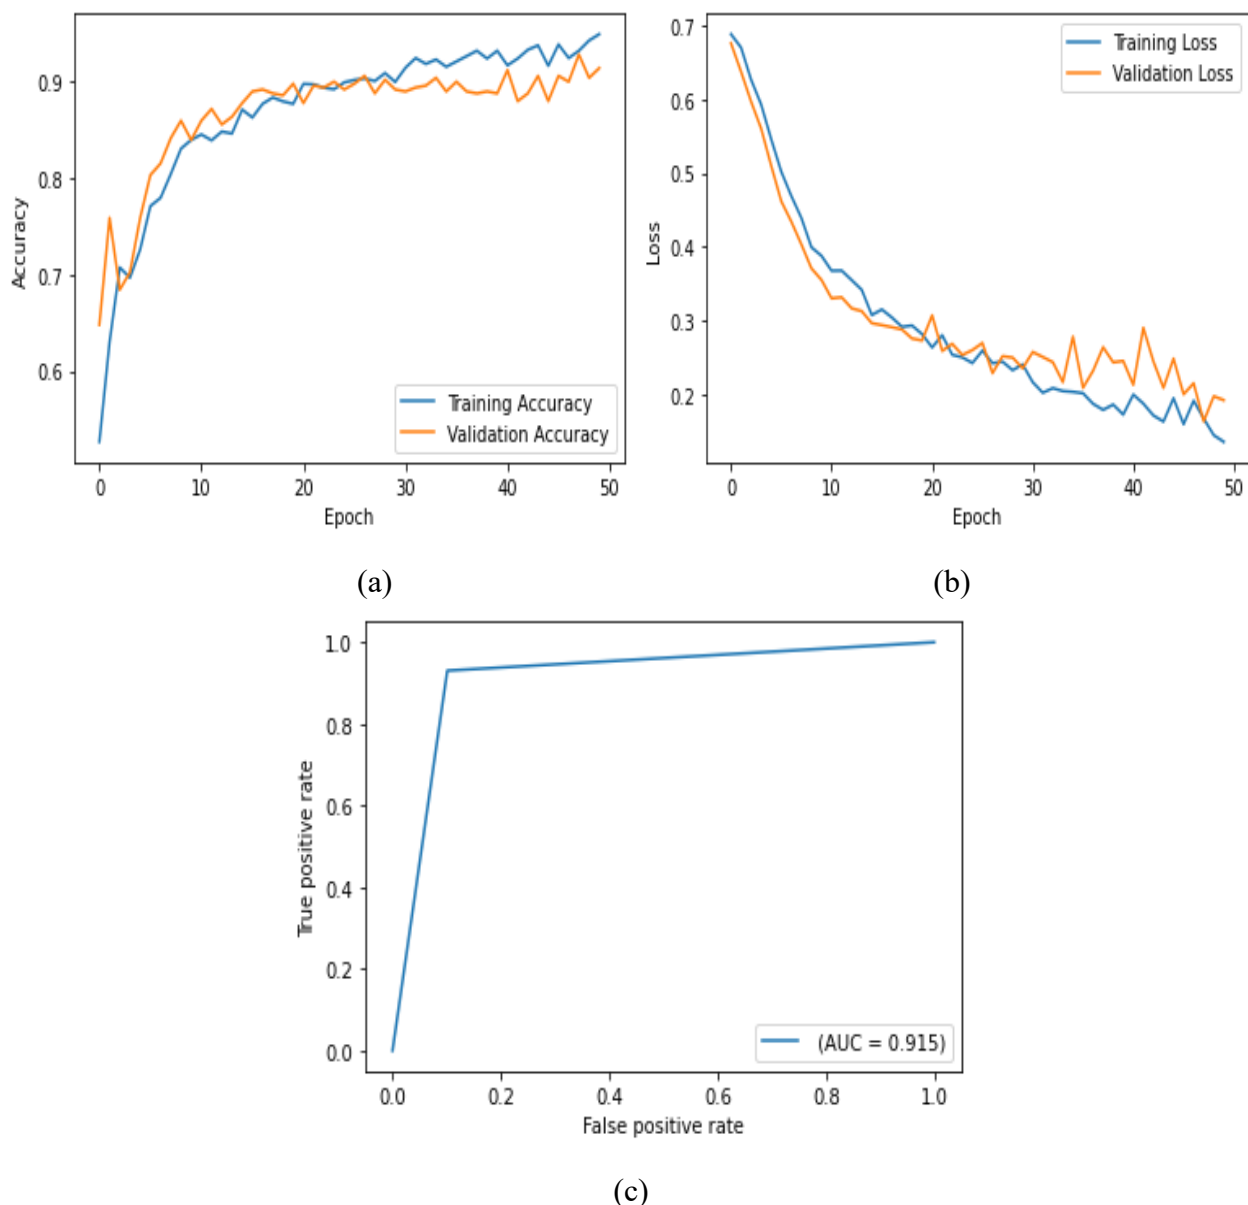 Accuracy
0.9
0.8
0.7
0.6
Training Accuracy
Validation Accuracy
0 10 20 30 40 50
Epoch
(a)
Loss
0.7
0.6
0.5
0.4
0.3
0.2
Training Loss
Validation Loss
0 10 20 30 40 50
Epoch
(b)
True positive rate
1.0
0.8
0.6
0.4
0.2
0.0
(AUC = 0.915)
0.0 0.2 0.4 0.6 0.8 1.0
False positive rate
(c)